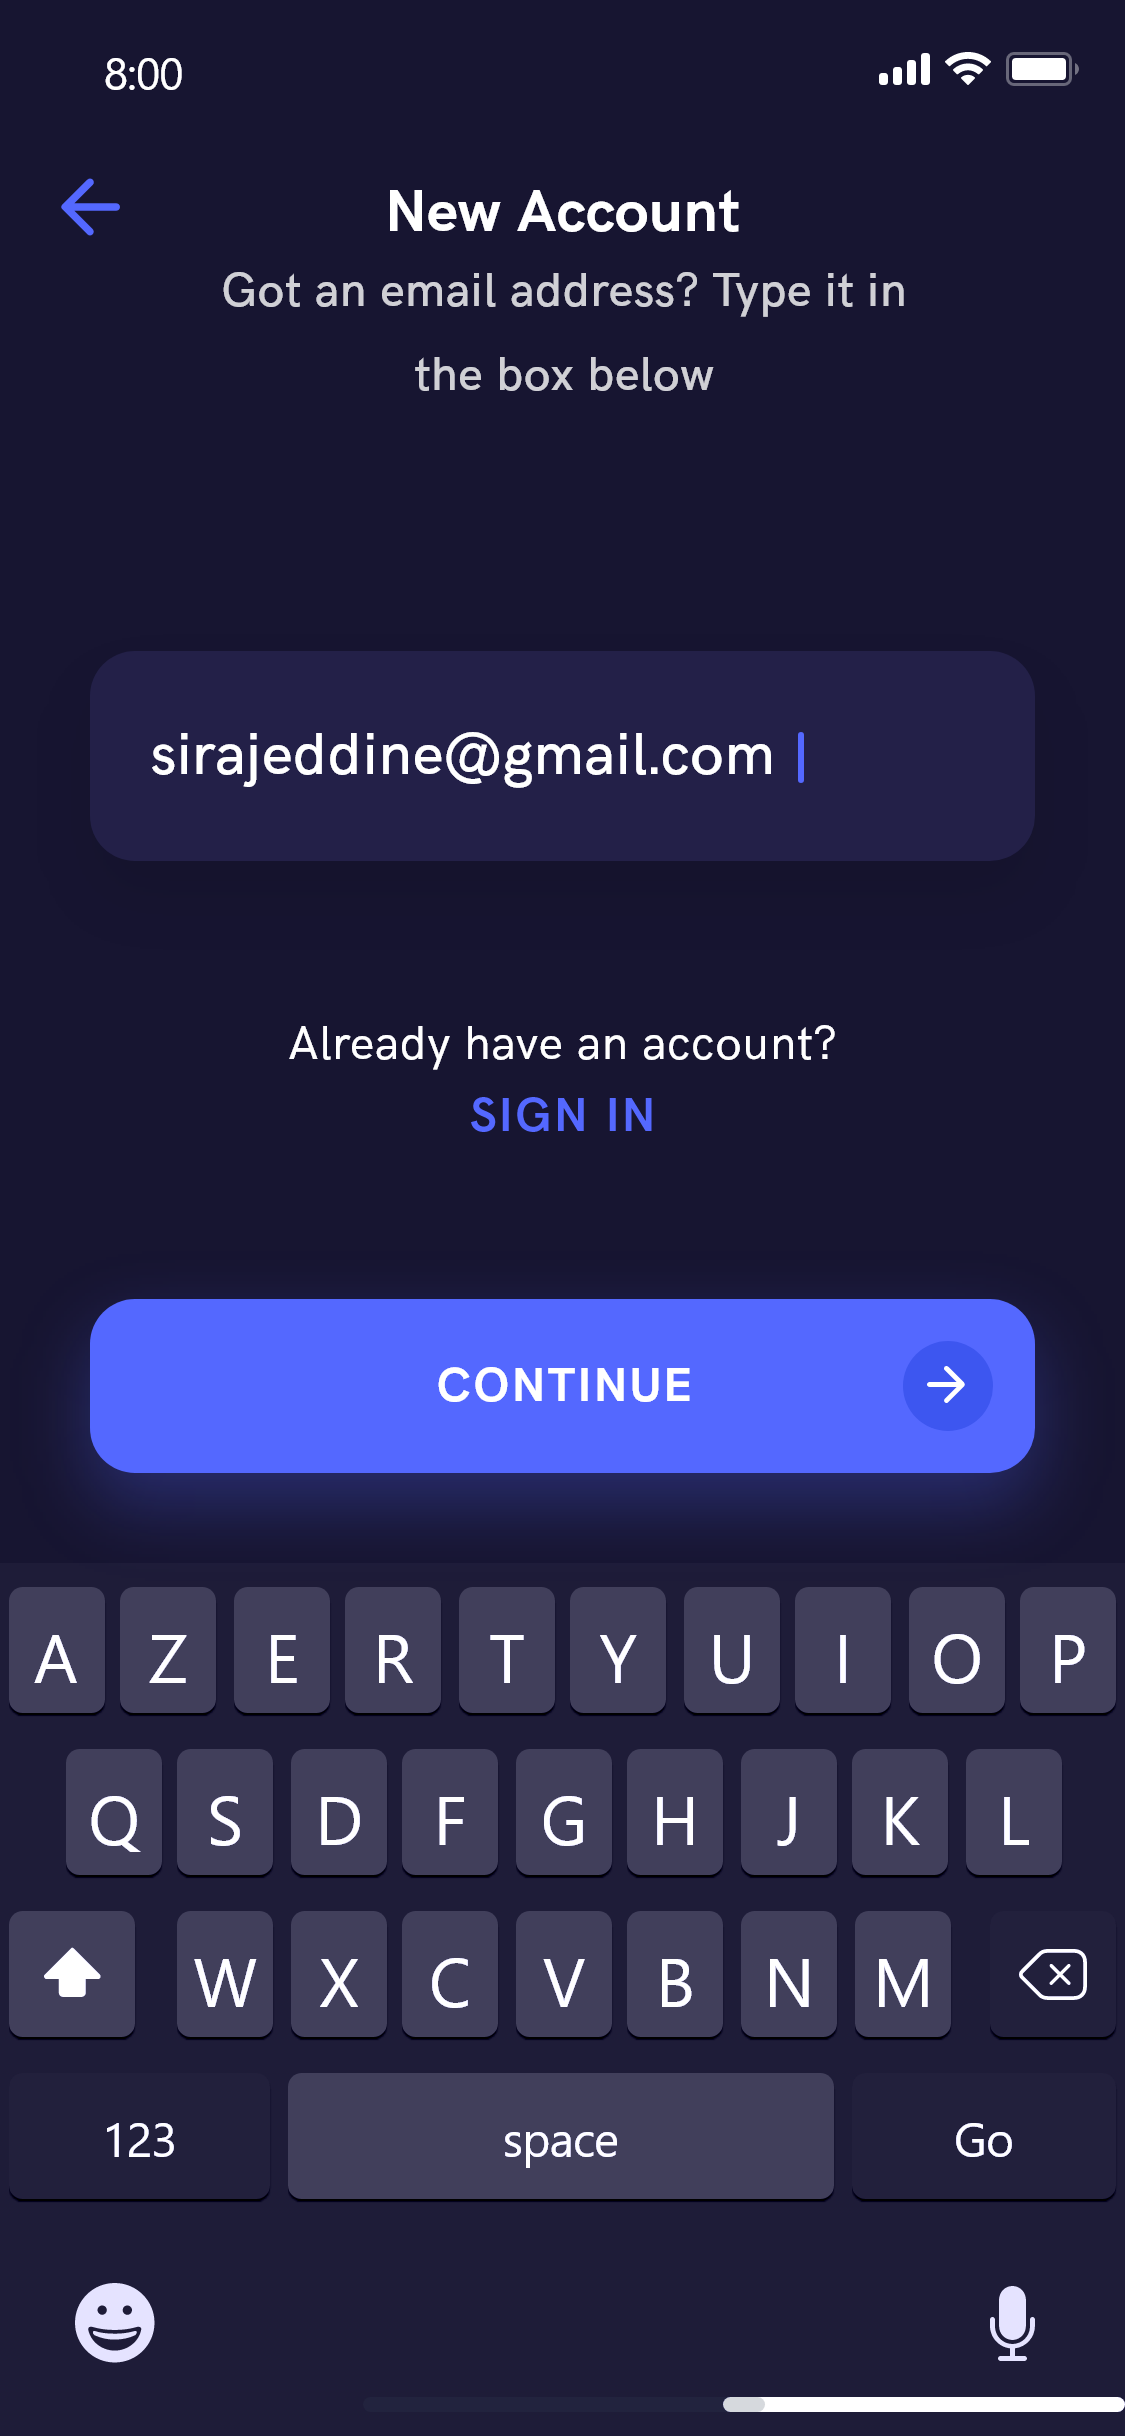 8:00
New Account
Got an email address? Type it in
the box below
sirajeddine@gmail.com
Already have an account?
SIGN IN
CONTINUE
A Z E R T Y U I O P
Q S D F G H J K L
W X C V B N M
123 space Go